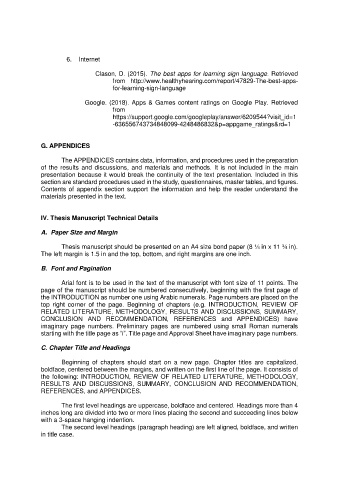 6. Internet
Clason, D. (2015). The best apps for learning sign language. Retrieved
from http://www.healthyhearing.com/report/47829-The-best-apps-
for-learning-sign-language
Google. (2018). Apps & Games content ratings on Google Play. Retrieved
from
https://support.google.com/googleplay/answer/6209544?visit_id=1
-636556743734848099-4248486832&p=appgame_ratings&rd=1
G. APPENDICES
The APPENDICES contains data, information, and procedures used in the preparation
of the results and discussions, and materials and methods. It is not included in the main
presentation because it would break the continuity of the text presentation. Included in this
section are standard procedures used in the study, questionnaires, master tables, and figures.
Contents of appendix section support the information and help the reader understand the
materials presented in the text.
IV. Thesis Manuscript Technical Details
A. Paper Size and Margin
Thesis manuscript should be presented on an A4 size bond paper (8 ¼ in x 11 ¾ in).
The left margin is 1.5 in and the top, bottom, and right margins are one inch.
B. Font and Pagination
Arial font is to be used in the text of the manuscript with font size of 11 points. The
page of the manuscript should be numbered consecutively, beginning with the first page of
the INTRODUCTION as number one using Arabic numerals. Page numbers are placed on the
top right corner of the page. Beginning of chapters (e.g. INTRODUCTION, REVIEW OF
RELATED LITERATURE, METHODOLOGY, RESULTS AND DISCUSSIONS, SUMMARY,
CONCLUSION AND RECOMMENDATION, REFERENCES and APPENDICES) have
imaginary page numbers. Preliminary pages are numbered using small Roman numerals
starting with the title page as "i". Title page and Approval Sheet have imaginary page numbers.
C. Chapter Title and Headings
Beginning of chapters should start on a new page. Chapter titles are capitalized,
boldface, centered between the margins, and written on the first line of the page. It consists of
the following; INTRODUCTION, REVIEW OF RELATED LITERATURE, METHODOLOGY,
RESULTS AND DISCUSSIONS, SUMMARY, CONCLUSION AND RECOMMENDATION,
REFERENCES, and APPENDICES.
The first level headings are uppercase, boldface and centered. Headings more than 4
inches long are divided into two or more lines placing the second and succeeding lines below
with a 3-space hanging indention.
The second level headings (paragraph heading) are left aligned, boldface, and written
in title case.